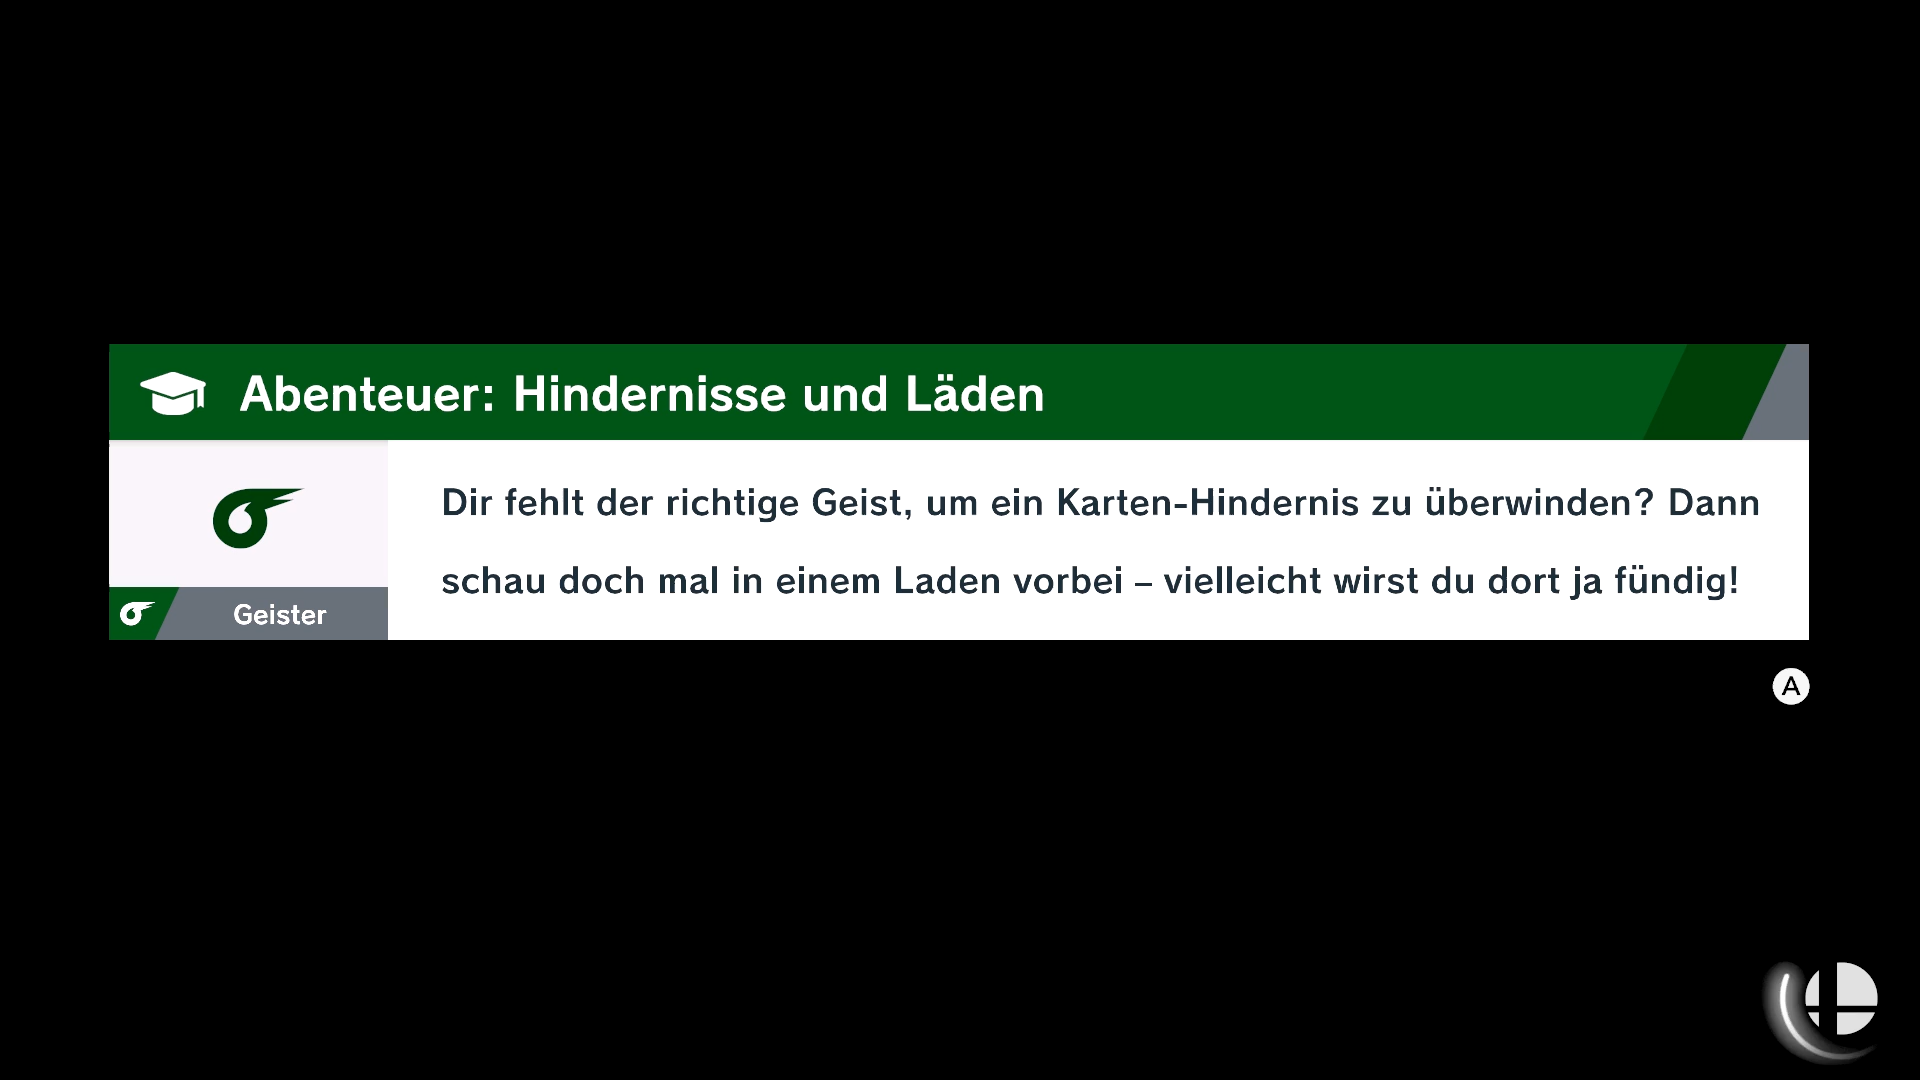 Abenteuer: Hindernisse und Läden
Dir fehlt der richtige Geist, um ein Karten-Hindernis zu überwinden? Dann
schau doch mal in einem Laden vorbei – vielleicht wirst du dort ja fündig!
Geister
A